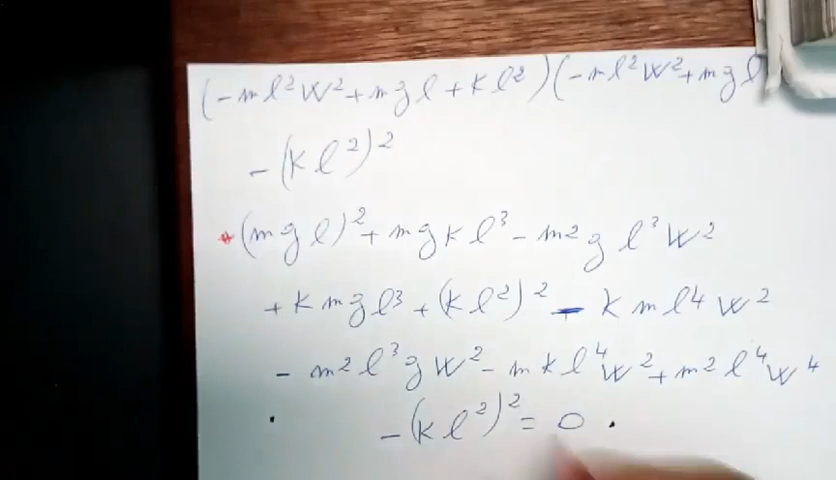 (-ml²w²+mgl+kl²)(-ml²w²+mgl
-(kl²)²
*(mgl)²+mgkl³-m²gl³w²
+kmgl³+(kl²)²-kml⁴w²
-m²l³gw²-mkl⁴w²+m²l⁴w⁴
-(kl²)²=0.